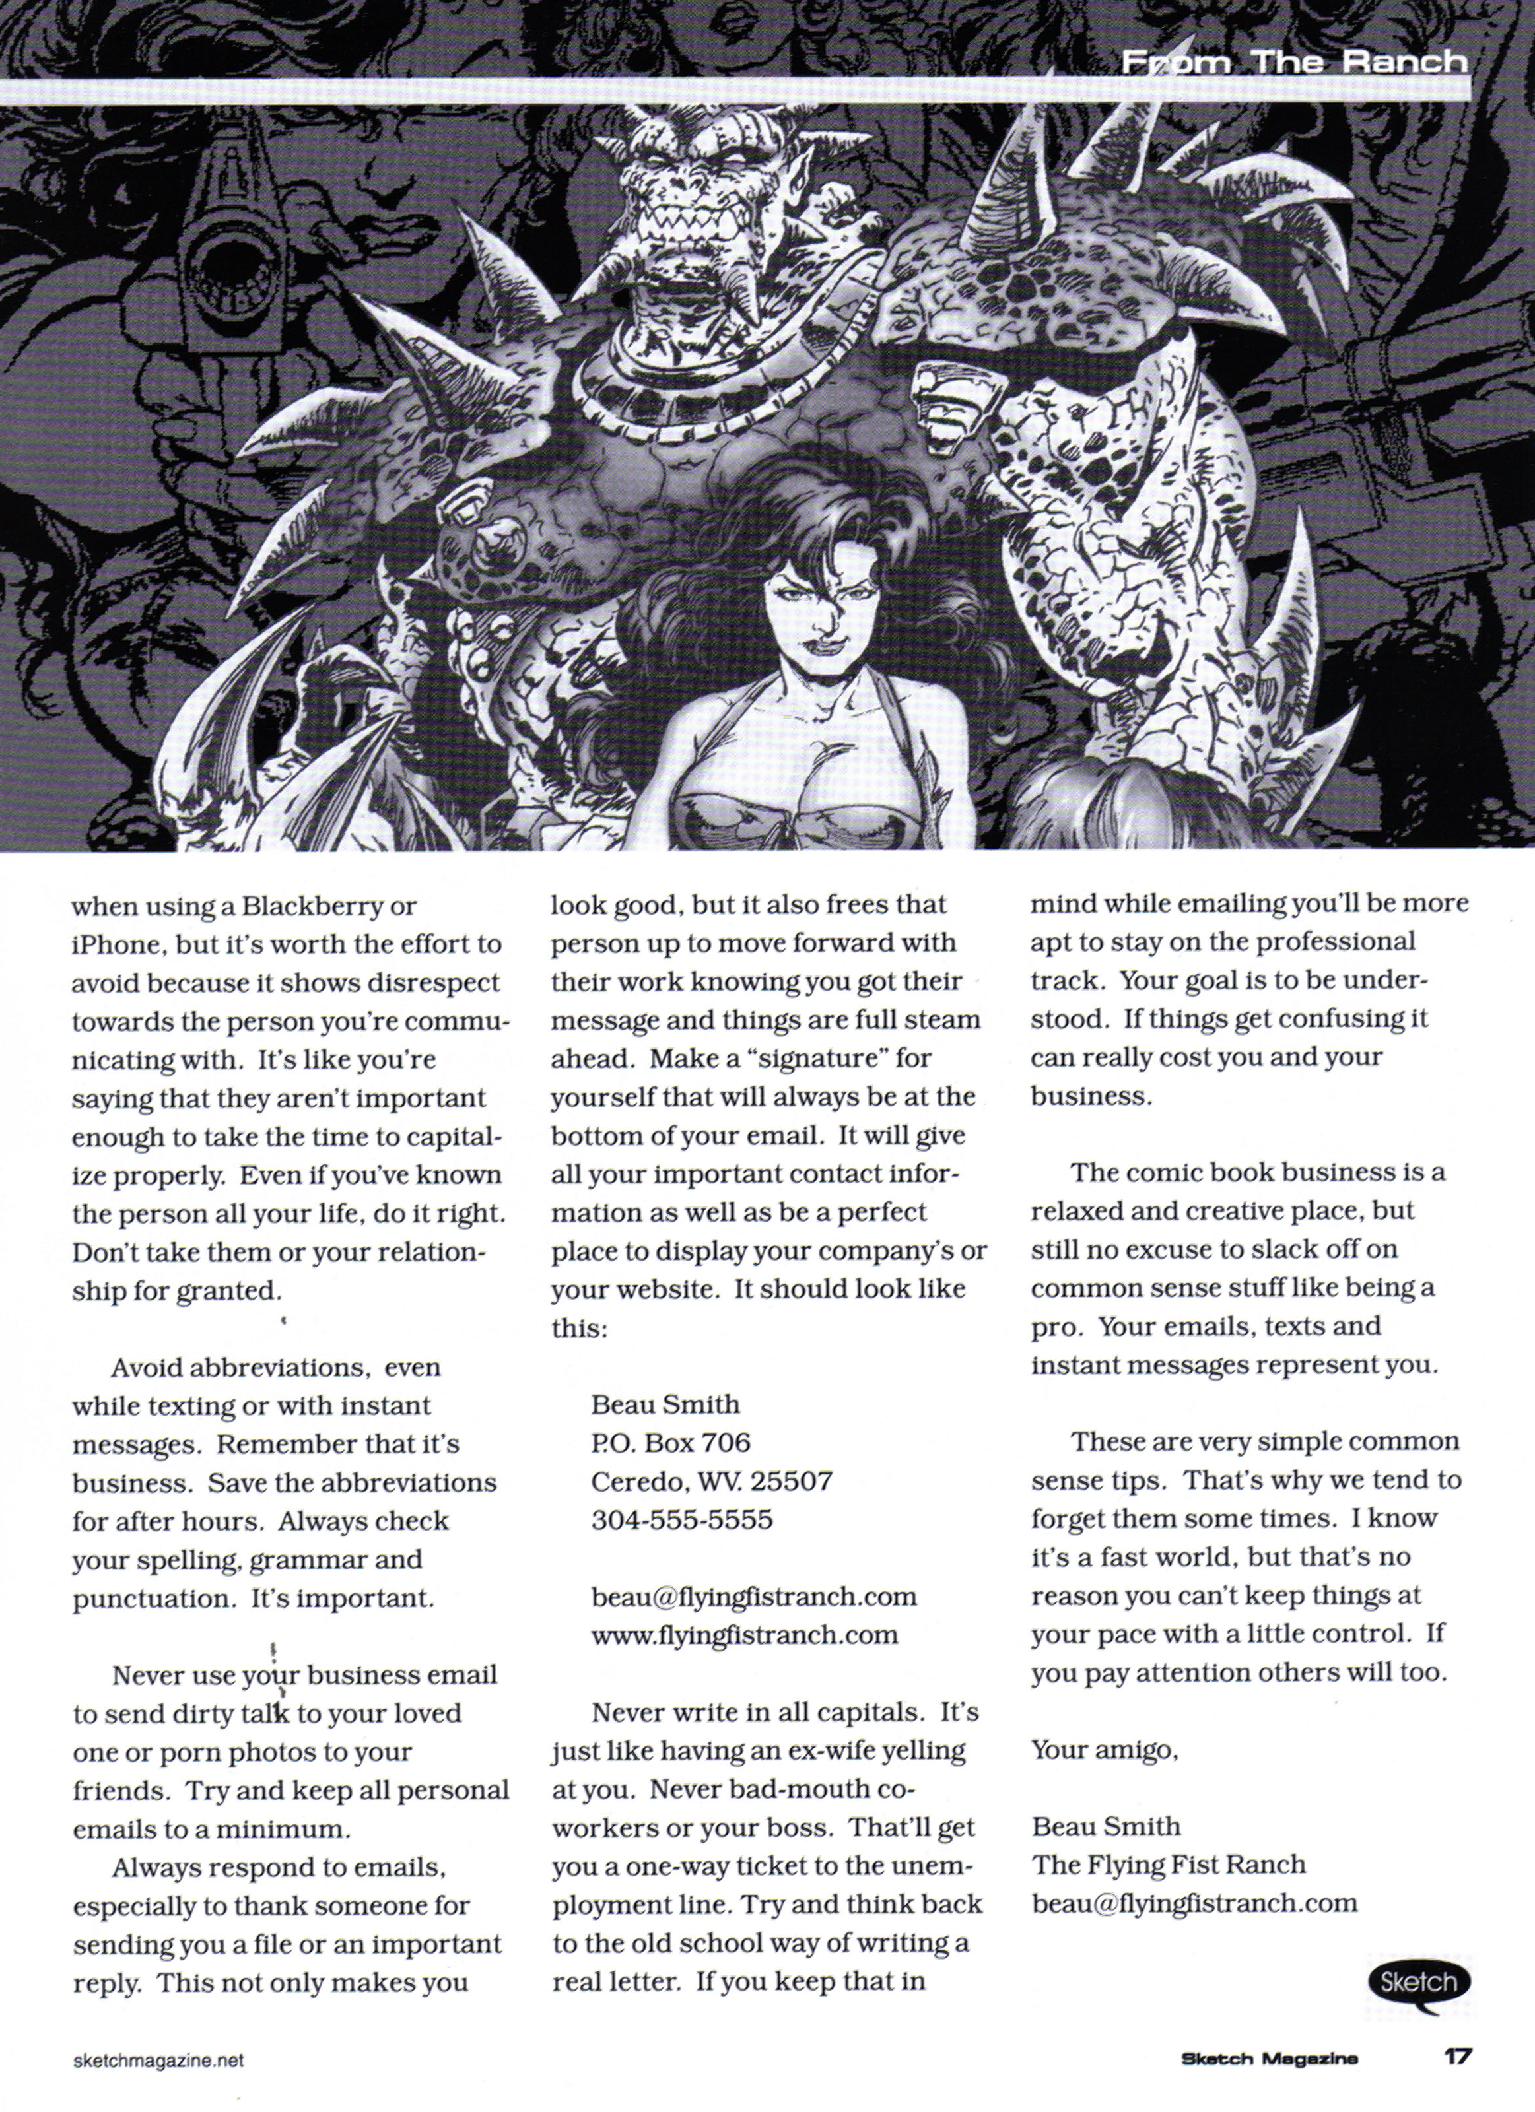 From The Ranch
when using a Blackberry or
iPhone, but it's worth the effort to
avoid because it shows disrespect
towards the person you're commu-
nicating with.  It's like you're
saying that they aren't important
enough to take the time to capital-
ize properly.  Even if you've known
the person all your life, do it right.
Don't take them or your relation-
ship for granted.
Avoid abbreviations,  even
while texting or with instant
messages.  Remember that it's
business.  Save the abbreviations
for after hours.  Always check
your spelling, grammar and
punctuation.  It's important.
Never use your business email
to send dirty talk to your loved
one or porn photos to your
friends.  Try and keep all personal
emails to a minimum.
Always respond to emails,
especially to thank someone for
sending you a file or an important
reply.  This not only makes you
look good, but it also frees that
person up to move forward with
their work knowing you got their
message and things are full steam
ahead.  Make a “signature” for
yourself that will always be at the
bottom of your email.  It will give
all your important contact infor-
mation as well as be a perfect
place to display your company's or
your website.  It should look like
this:
Beau Smith
P.O. Box 706
Ceredo, WV. 25507
304-555-5555
beau@flyingfistranch.com
www.flyingfistranch.com
Never write in all capitals.  It's
just like having an ex-wife yelling
at you.  Never bad-mouth co-
workers or your boss.  That'll get
you a one-way ticket to the unem-
ployment line. Try and think back
to the old school way of writing a
real letter.  If you keep that in
mind while emailing you'll be more
apt to stay on the professional
track.  Your goal is to be under-
stood.  If things get confusing it
can really cost you and your
business.
The comic book business is a
relaxed and creative place, but
still no excuse to slack off on
common sense stuff like being a
pro.  Your emails, texts and
instant messages represent you.
These are very simple common
sense tips.  That's why we tend to
forget them some times.  I know
it's a fast world, but that's no
reason you can't keep things at
your pace with a little control.  If
you pay attention others will too.
Your amigo,
Beau Smith
The Flying Fist Ranch
beau@flyingfistranch.com
Sketch
sketchmagazine.net
Sketch Magazine 17